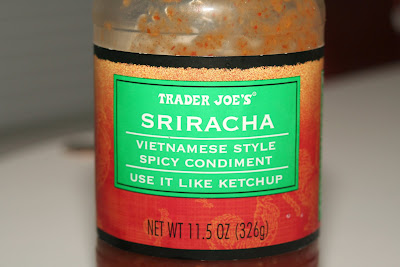 TRADER JOE'S®
SRIRACHA
VIETNAMESE STYLE
SPICY CONDIMENT
USE IT LIKE KETCHUP
NET WT 11.5 OZ (326g)